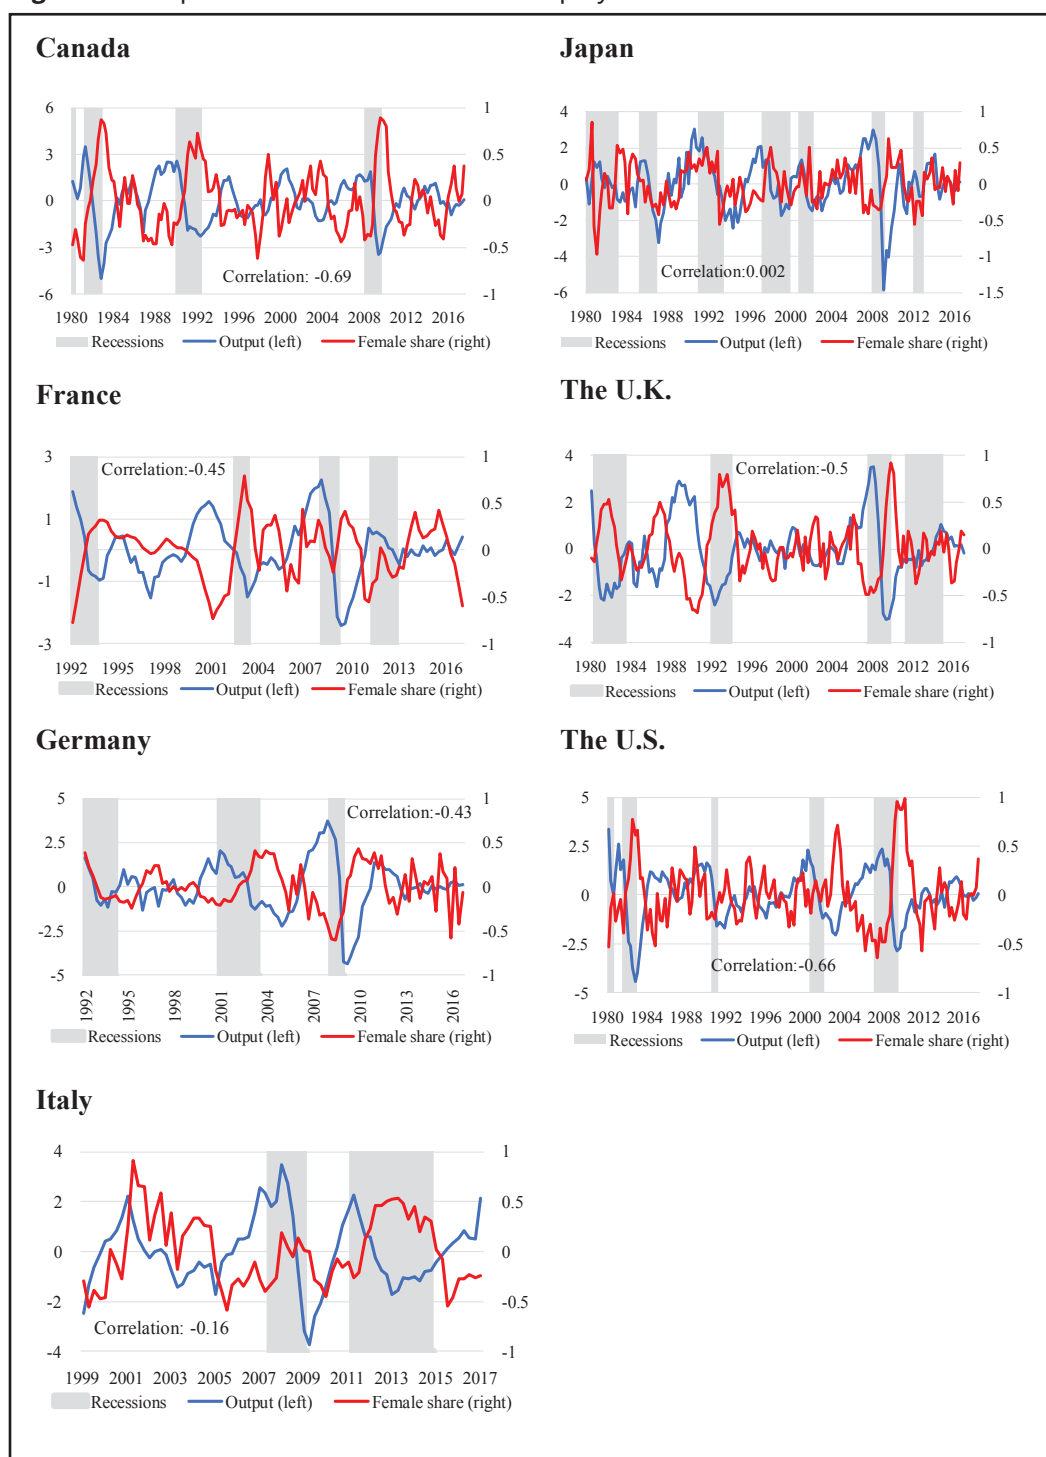 Canada
6
3
0
-3
-6
1
0.5
0
-0.5
-1
Correlation: -0.69
1980 1984 1988 1992 1996 2000 2004 2008 2012 2016
Recessions Output (left) Female share (right)
Japan
4
2
0
-2
-4
-6
1
0.5
0
-0.5
-1
-1.5
Correlation:0.002
1980 1984 1988 1992 1996 2000 2004 2008 2012 2016
Recessions Output (left) Female share (right)
France
3
1
-1
-3
1
0.5
0
-0.5
-1
Correlation:-0.45
1992 1995 1998 2001 2004 2007 2010 2013 2016
Recessions Output (left) Female share (right)
The U.K.
4
2
0
-2
-4
1
0.5
0
-0.5
-1
Correlation:-0.5
1980 1984 1988 1992 1996 2000 2004 2008 2012 2016
Recessions Output (left) Female share (right)
Germany
5
2.5
0
-2.5
-5
1
0.5
0
-0.5
-1
Correlation:-0.43
1992 1995 1998 2001 2004 2007 2010 2013 2016
Recessions Output (left) Female share (right)
The U.S.
5
2.5
0
-2.5
-5
1
0.5
0
-0.5
-1
Correlation:-0.66
1980 1984 1988 1992 1996 2000 2004 2008 2012 2016
Recessions Output (left) Female share (right)
Italy
4
2
0
-2
-4
1
0.5
0
-0.5
-1
Correlation: -0.16
1999 2001 2003 2005 2007 2009 2011 2013 2015 2017
Recessions Output (left) Female share (right)